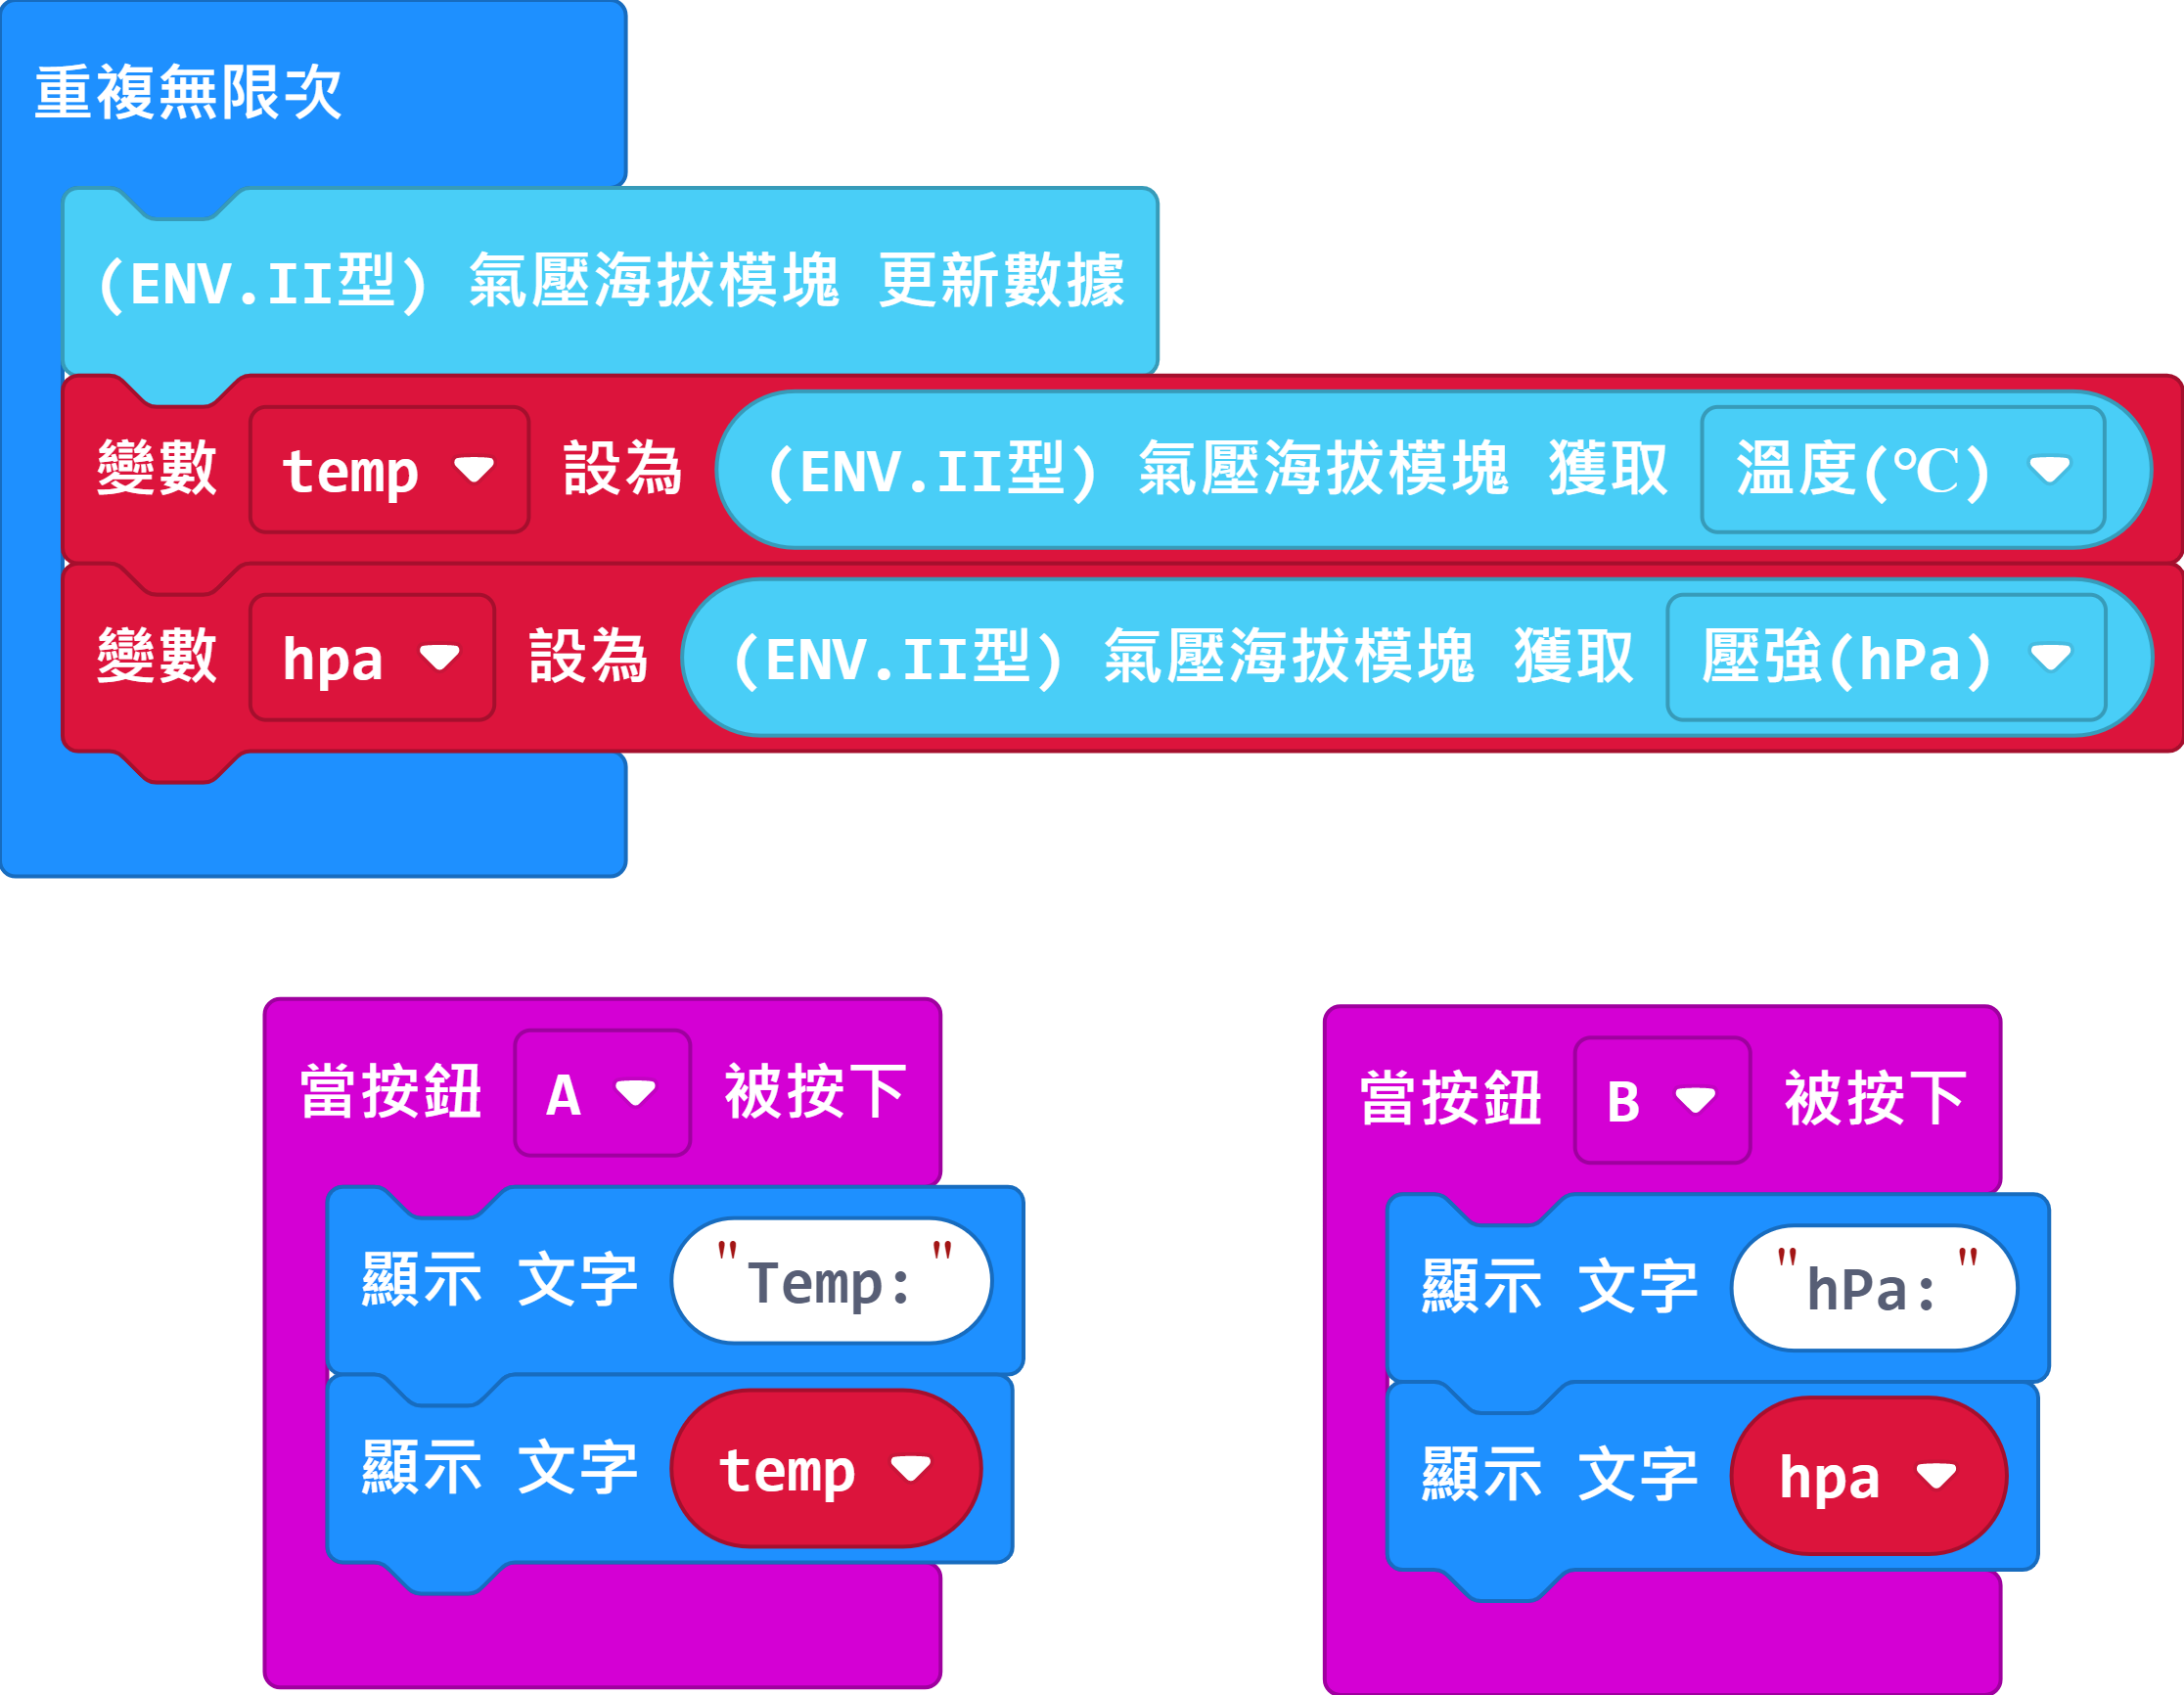 重複無限次
(ENV.II型) 氣壓海拔模塊 更新數據
變數 temp 設為 (ENV.II型) 氣壓海拔模塊 獲取 溫度(℃)
變數 hpa 設為 (ENV.II型) 氣壓海拔模塊 獲取 壓強(hPa)
當按鈕 A 被按下
顯示 文字 "Temp: "
顯示 文字 temp
當按鈕 B 被按下
顯示 文字 "hPa: "
顯示 文字 hpa